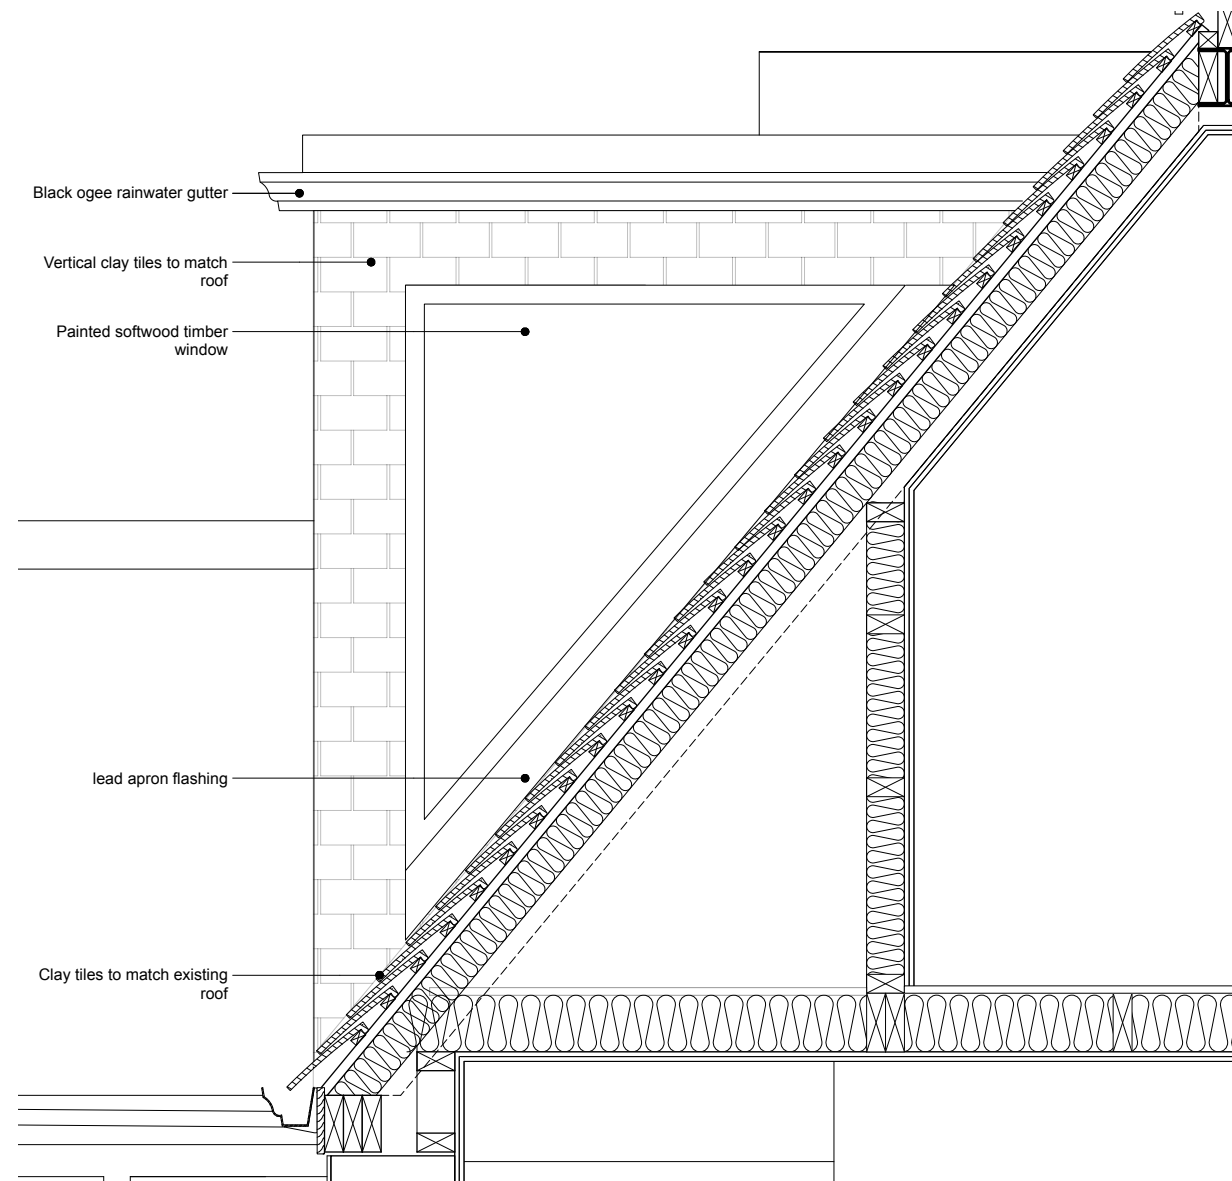 Black ogee rainwater gutter
Vertical clay tiles to match
roof
Painted softwood timber
window
lead apron flashing
Clay tiles to match existing
roof